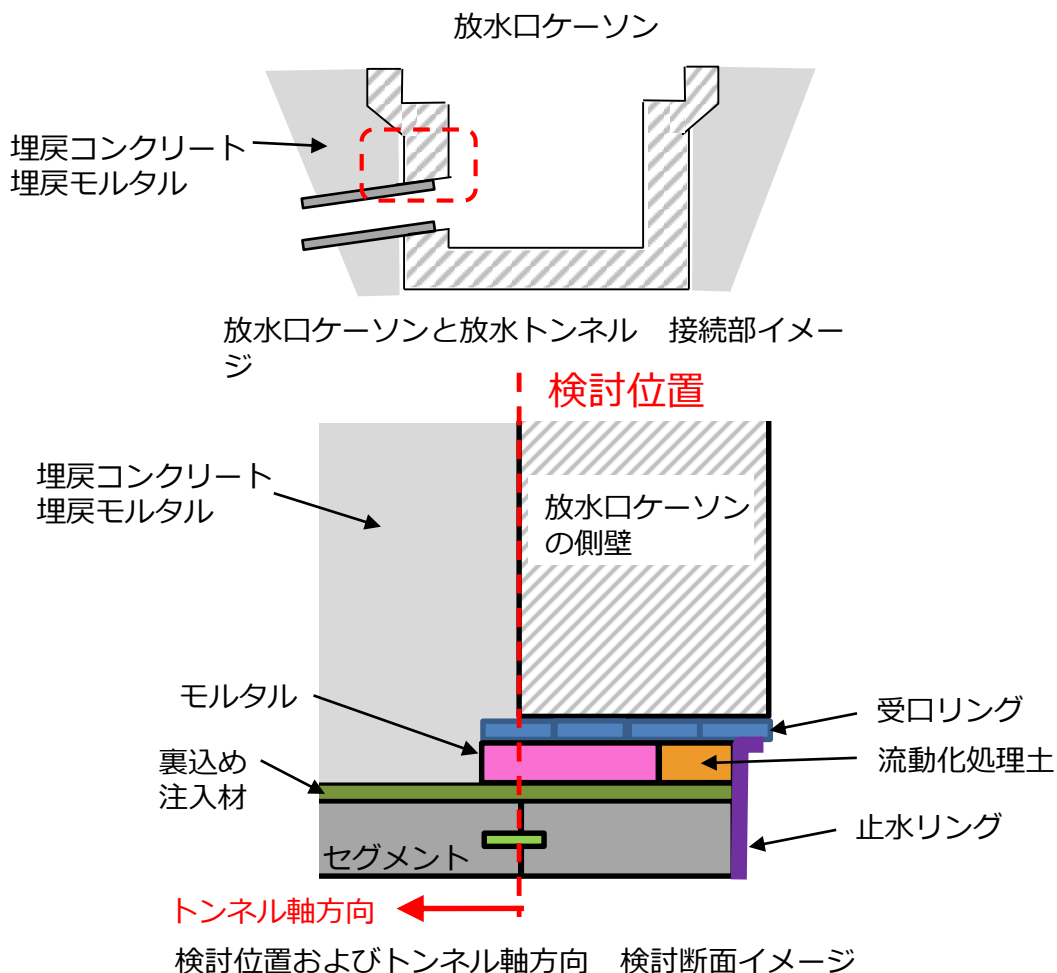 放水口ケーソン
埋戻コンクリート
埋戻モルタル
放水口ケーソンと放水トンネル　接続部イメー
ジ
検討位置
埋戻コンクリート
埋戻モルタル
放水口ケーソン
の側壁
モルタル
受口リング
裏込め
注入材
流動化処理土
止水リング
セグメント
トンネル軸方向
検討位置およびトンネル軸方向　検討断面イメージ